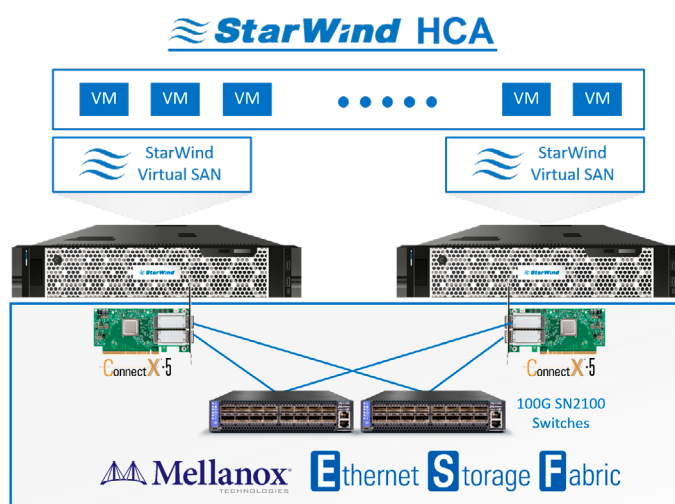 StarWind HCA
VM VM VM VM VM
StarWind
Virtual SAN
StarWind
Virtual SAN
StarWind
StarWind
ConnectX·5
ConnectX·5
100G SN2100
Switches
Mellanox
TECHNOLOGIES
Ethernet Storage Fabric